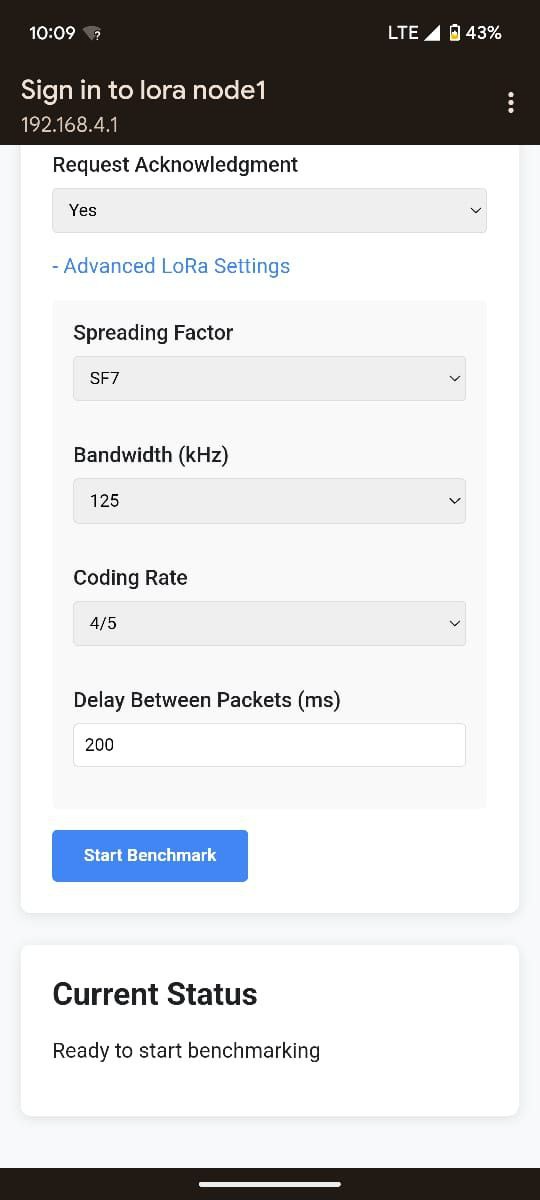 10:09
LTE 43%
Sign in to lora node1
192.168.4.1
Request Acknowledgment
Yes
- Advanced LoRa Settings
Spreading Factor
SF7
Bandwidth (kHz)
125
Coding Rate
4/5
Delay Between Packets (ms)
200
Start Benchmark
Current Status
Ready to start benchmarking